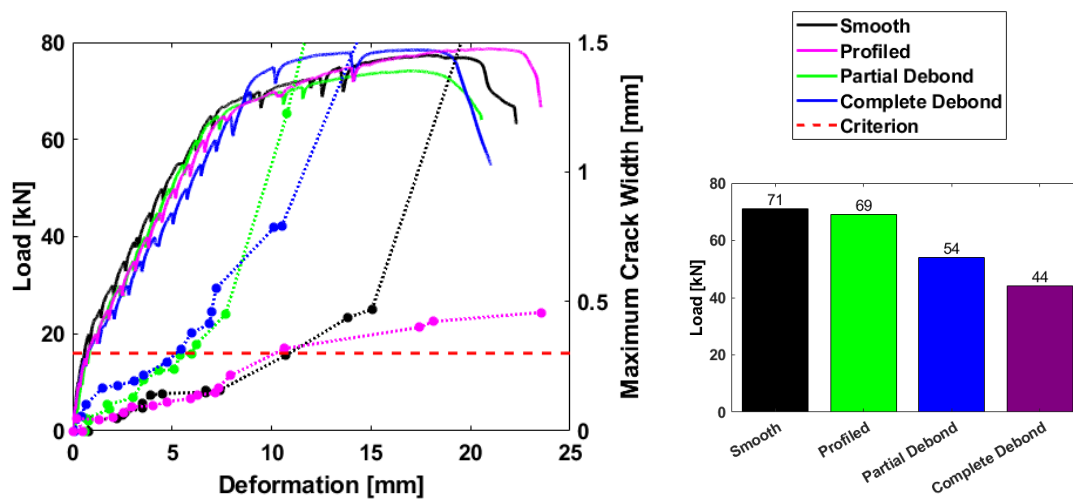 Smooth
Profiled
Partial Debond
Complete Debond
Criterion
80
60
40
20
0
Load [kN]
0 5 10 15 20 25
Deformation [mm]
1.5
1
0.5
0
Maximum Crack Width [mm]
80
60
40
20
0
Load [kN]
71
69
54
44
Smooth
Profiled
Partial Debond
Complete Debond